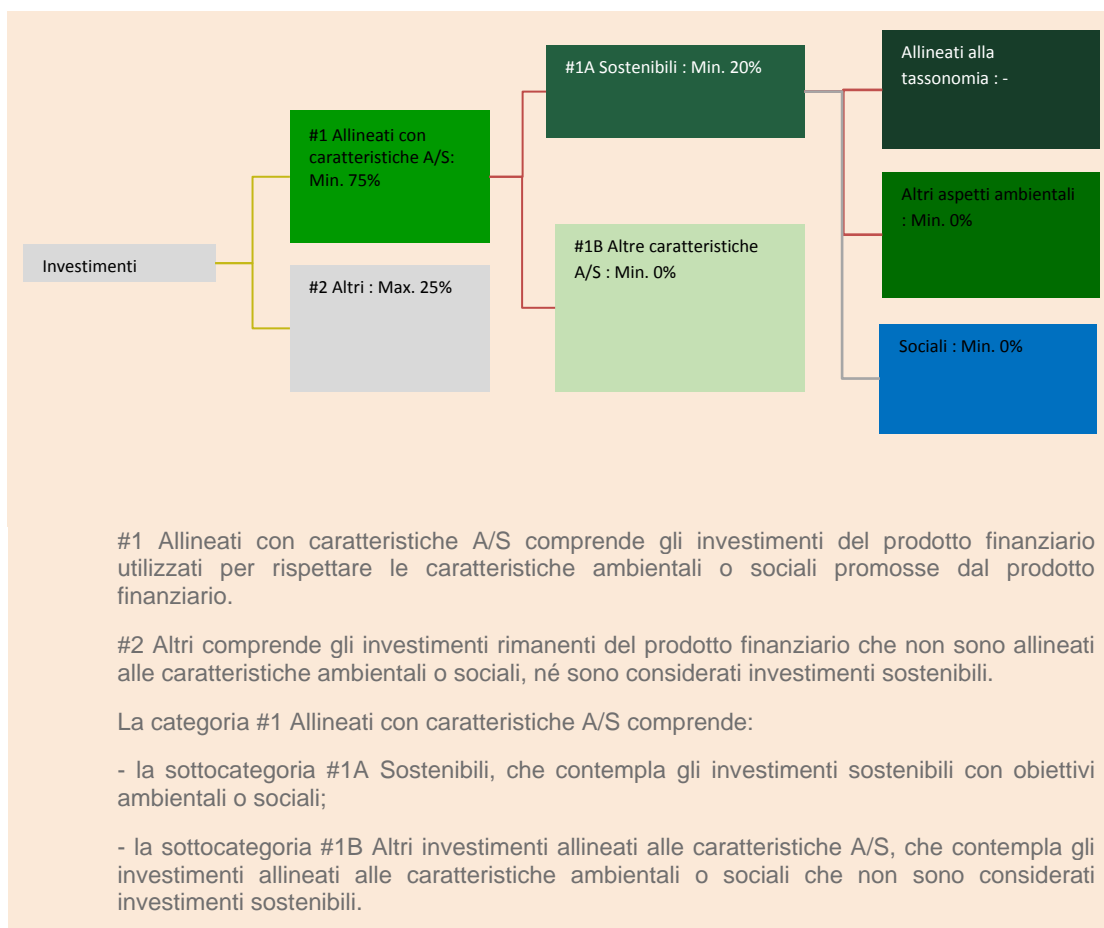 Investimenti
#1 Allineati con
caratteristiche A/S:
Min. 75%
#2 Altri : Max. 25%
#1A Sostenibili : Min. 20%
#1B Altre caratteristiche
A/S : Min. 0%
Allineati alla
tassonomia : -
Altri aspetti ambientali
: Min. 0%
Sociali : Min. 0%
#1 Allineati con caratteristiche A/S comprende gli investimenti del prodotto finanziario
utilizzati per rispettare le caratteristiche ambientali o sociali promosse dal prodotto
finanziario.
#2 Altri comprende gli investimenti rimanenti del prodotto finanziario che non sono allineati
alle caratteristiche ambientali o sociali, né sono considerati investimenti sostenibili.
La categoria #1 Allineati con caratteristiche A/S comprende:
- la sottocategoria #1A Sostenibili, che contempla gli investimenti sostenibili con obiettivi
ambientali o sociali;
- la sottocategoria #1B Altri investimenti allineati alle caratteristiche A/S, che contempla gli
investimenti allineati alle caratteristiche ambientali o sociali che non sono considerati
investimenti sostenibili.